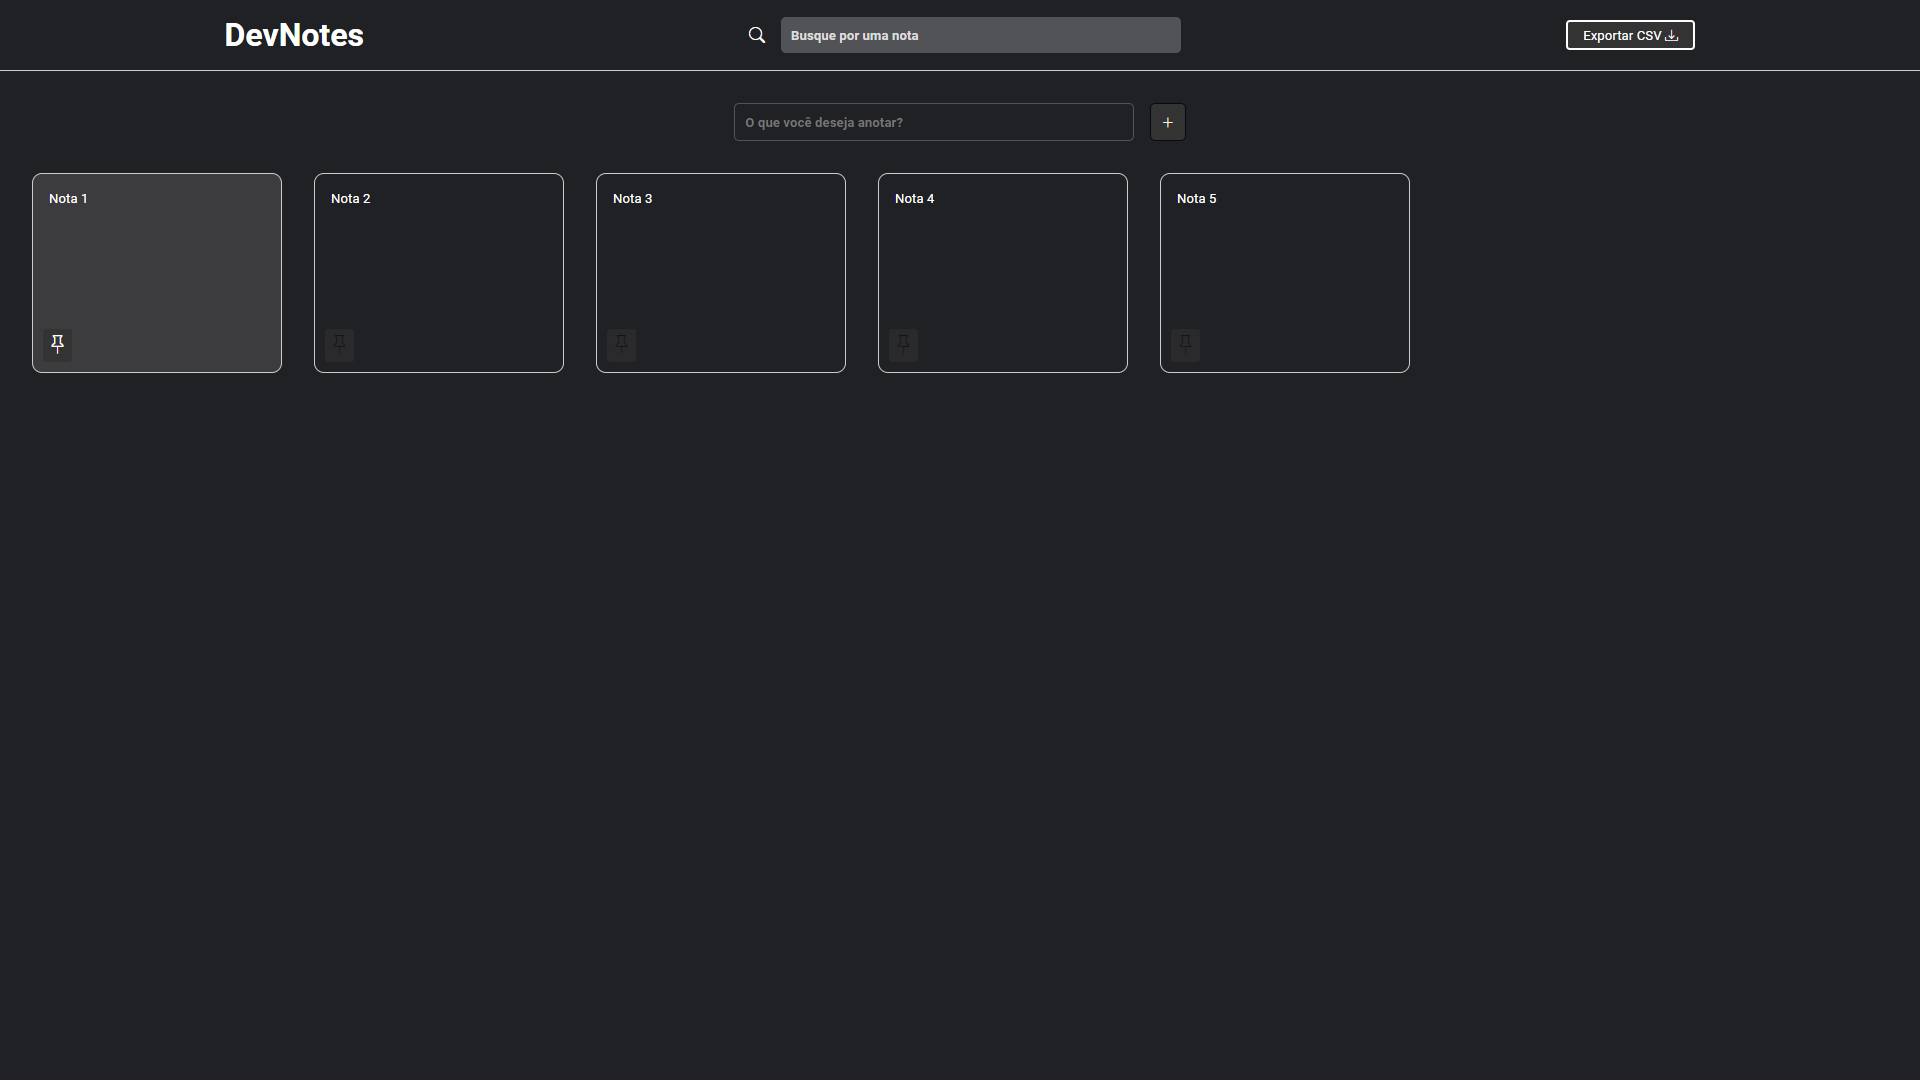 DevNotes
Busque por uma nota
Exportar CSV
O que você deseja anotar?
+
Nota 1
Nota 2
Nota 3
Nota 4
Nota 5